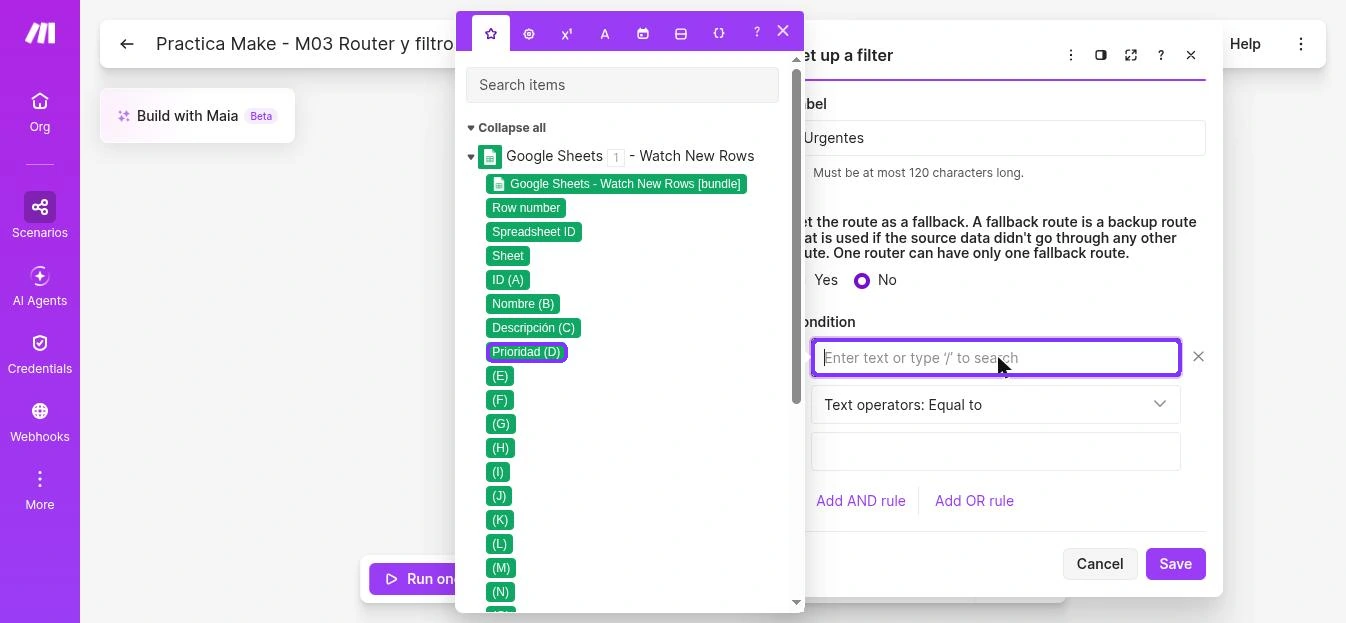 Practica Make - M03 Router y filtro
Help
Build with Maia Beta
Org
Scenarios
AI Agents
Credentials
Webhooks
More
Run on
A
{}
?
Search items
Collapse all
Google Sheets 1 - Watch New Rows
Google Sheets - Watch New Rows [bundle]
Row number
Spreadsheet ID
Sheet
ID (A)
Nombre (B)
Descripción (C)
Prioridad (D)
(E)
(F)
(G)
(H)
(I)
(J)
(K)
(L)
(M)
(N)
et up a filter
?
bel
Urgentes
Must be at most 120 characters long.
et the route as a fallback. A fallback route is a backup route
at is used if the source data didn't go through any other
ute. One router can have only one fallback route.
Yes No
ondition
Enter text or type '/' to search
Text operators: Equal to
Add AND rule Add OR rule
Cancel Save